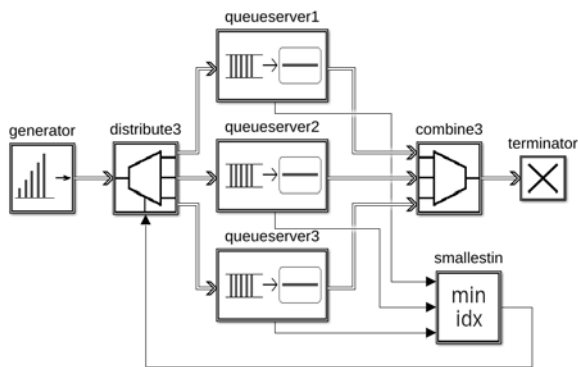 queueserver1
generator
distribute3
queueserver2
combine3
terminator
queueserver3
smallestin
min
idx